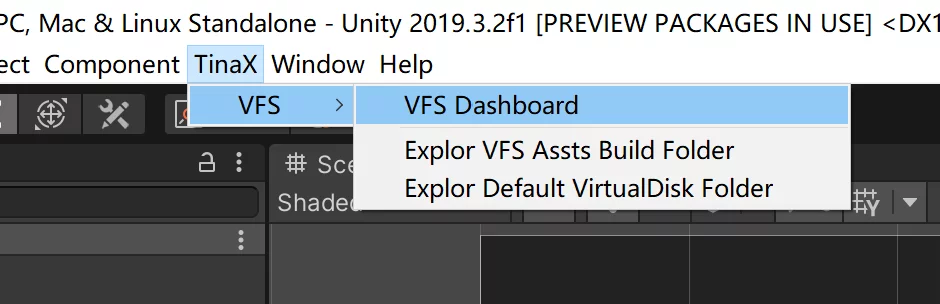 PC, Mac & Linux Standalone - Unity 2019.3.2f1 [PREVIEW PACKAGES IN USE] <DX1
ect Component TinaX Window Help
VFS > VFS Dashboard
Explor VFS Assts Build Folder
Explor Default VirtualDisk Folder
# Sce
Shaded
Y